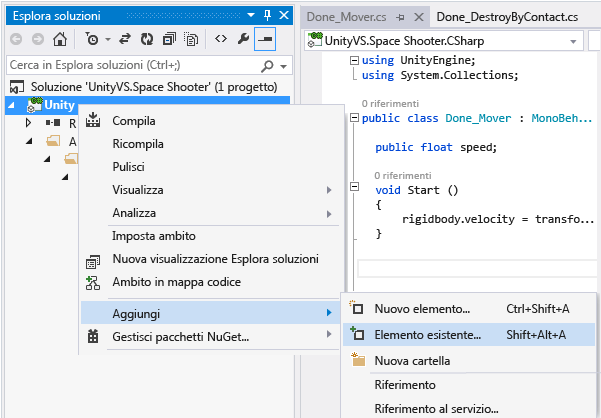 Esplora soluzioni
Cerca in Esplora soluzioni (Ctrl+;)
Soluzione 'UnityVS.Space Shooter' (1 progetto)
Unity
R
A
Compila
Ricompila
Pulisci
Visualizza
Analizza
Imposta ambito
Nuova visualizzazione Esplora soluzioni
Ambito in mappa codice
Aggiungi
Gestisci pacchetti NuGet...
Nuovo elemento... Ctrl+Shift+A
Elemento esistente... Shift+Alt+A
Nuova cartella
Riferimento
Riferimento al servizio...
Done_Mover.cs
Done_DestroyByContact.cs
UnityVS.Space Shooter.CSharp
using UnityEngine;
using System.Collections;
0 riferimenti
public class Done_Mover : MonoBeh...
public float speed;
0 riferimenti
void Start ()
{
rigidbody.velocity = transfo...
}